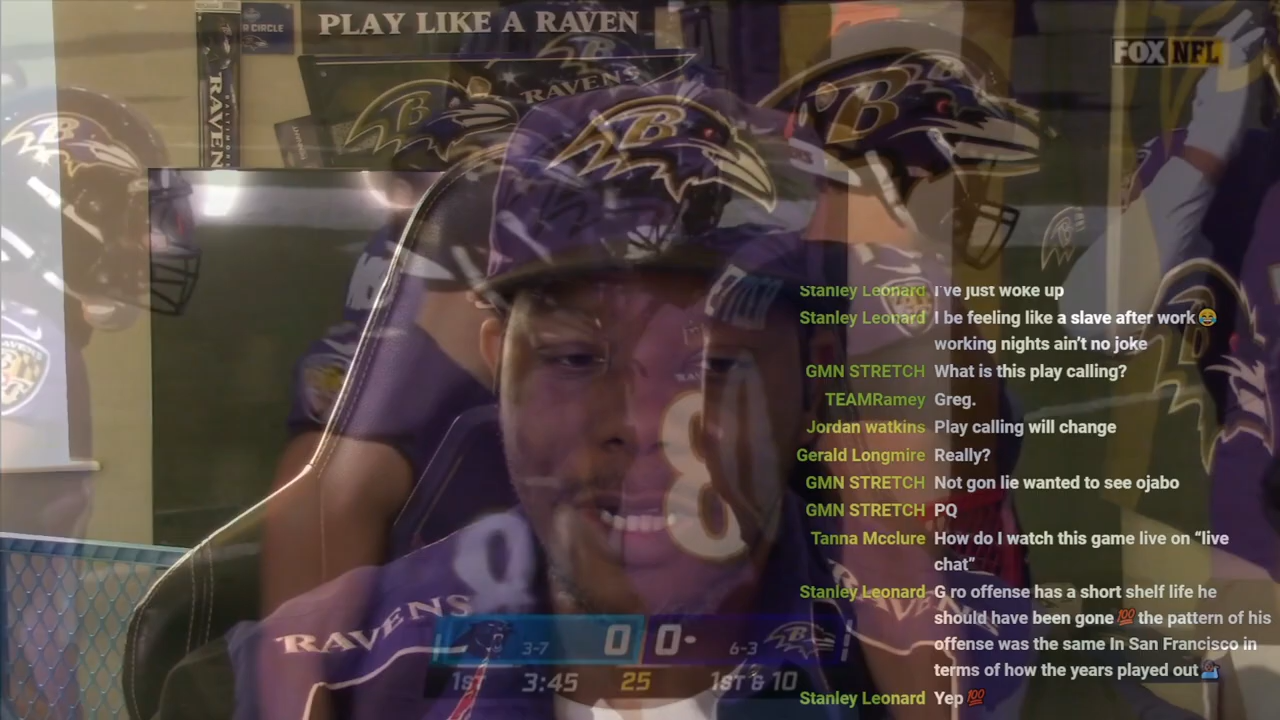 PLAY LIKE A RAVEN
R CIRCLE
RAVENS
RAVEN
FOX NFL
Stanley Leonard I've just woke up
Stanley Leonard I be feeling like a slave after work😂
working nights ain't no joke
GMN STRETCH What is this play calling?
TEAMRamey Greg.
Jordan watkins Play calling will change
Gerald Longmire Really?
GMN STRETCH Not gon lie wanted to see ojabo
GMN STRETCH PQ
Tanna Mcclure How do I watch this game live on “live
chat”
Stanley Leonard G ro offense has a short shelf life he
should have been gone 💯 the pattern of his
offense was the same In San Francisco in
terms of how the years played out
Stanley Leonard Yep 💯
RAVENS
8
3-7 0 0 6-3
1ST 3:45 25 1ST & 10